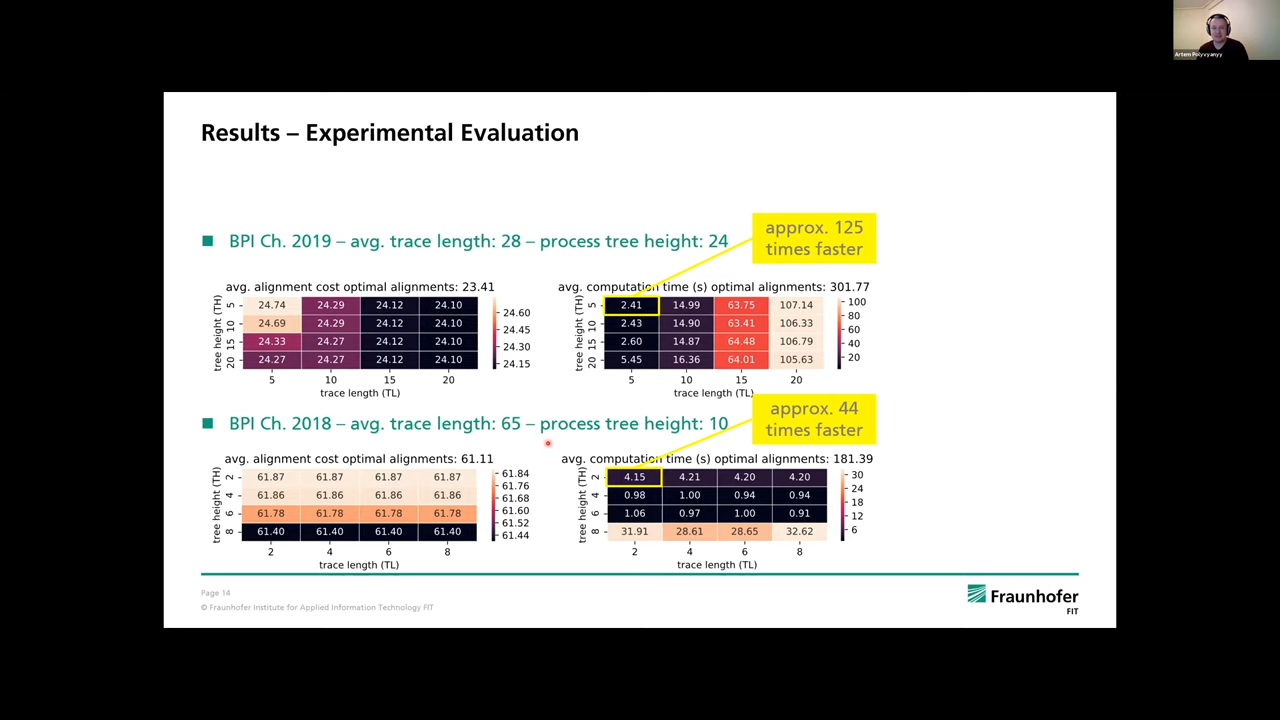 Artem Polyvyanyy
Results – Experimental Evaluation
BPI Ch. 2019 – avg. trace length: 28 – process tree height: 24
approx. 125
times faster
avg. alignment cost optimal alignments: 23.41
tree height (TH)
5 24.74 24.29 24.12 24.10
10 24.69 24.29 24.12 24.10
15 24.33 24.27 24.12 24.10
20 24.27 24.27 24.12 24.10
5 10 15 20
trace length (TL)
24.60
24.45
24.30
24.15
avg. computation time (s) optimal alignments: 301.77
tree height (TH)
5 2.41 14.99 63.75 107.14
10 2.43 14.90 63.41 106.33
15 2.60 14.87 64.48 106.79
20 5.45 16.36 64.01 105.63
5 10 15 20
trace length (TL)
100
80
60
40
20
BPI Ch. 2018 – avg. trace length: 65 – process tree height: 10
approx. 44
times faster
avg. alignment cost optimal alignments: 61.11
tree height (TH)
2 61.87 61.87 61.87 61.87
4 61.86 61.86 61.86 61.86
6 61.78 61.78 61.78 61.78
8 61.40 61.40 61.40 61.40
2 4 6 8
trace length (TL)
61.84
61.76
61.68
61.60
61.52
61.44
avg. computation time (s) optimal alignments: 181.39
tree height (TH)
2 4.15 4.21 4.20 4.20
4 0.98 1.00 0.94 0.94
6 1.06 0.97 1.00 0.91
8 31.91 28.61 28.65 32.62
2 4 6 8
trace length (TL)
30
24
18
12
6
Page 14
© Fraunhofer Institute for Applied Information Technology FIT
Fraunhofer
FIT